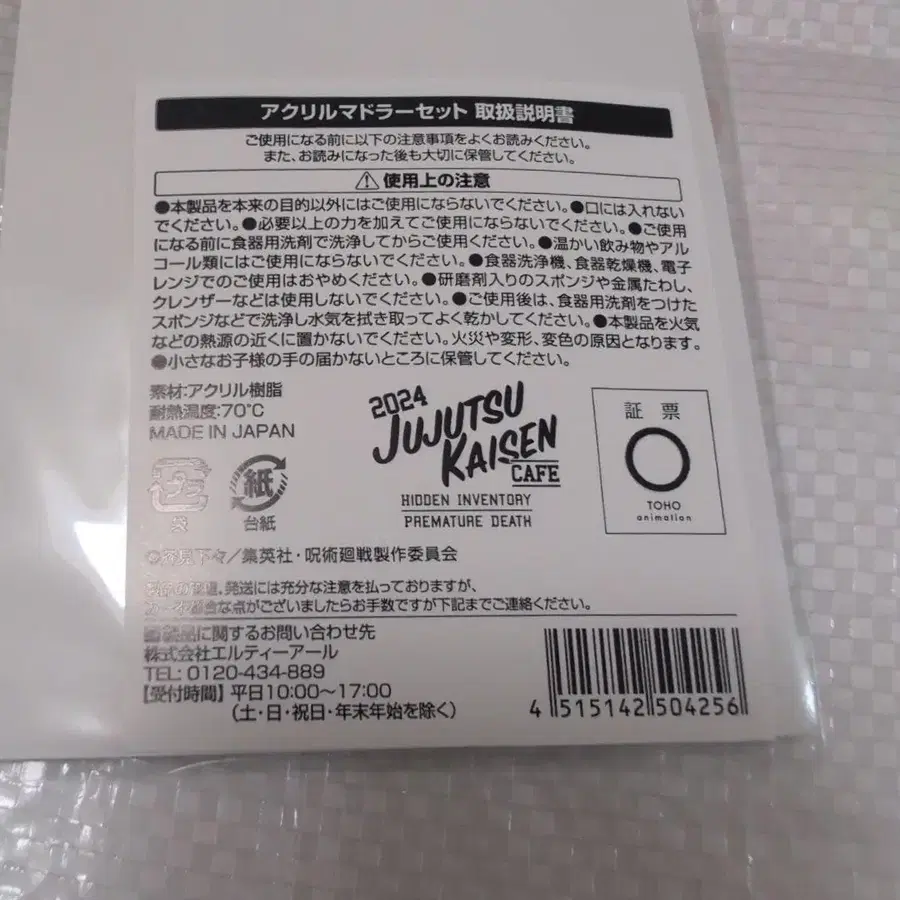 アクリルマドラーセット 取扱説明書
ご使用になる前に以下の注意事項をよくお読みください。
また、お読みになった後も大切に保管してください。
使用上の注意
●本製品を本来の目的以外にはご使用にならないでください。●口には入れない
でください。●必要以上の力を加えてご使用にならないでください。●ご使用
になる前に食器用洗剤で洗浄してからご使用ください。●温かい飲み物やアル
コール類にはご使用にならないでください。●食器洗浄機、食器乾燥機、電子
レンジでのご使用はおやめください。●研磨剤入りのスポンジや金属たわし、
クレンザーなどは使用しないでください。●ご使用後は、食器用洗剤をつけた
スポンジなどで洗浄し水気を拭き取ってよく乾かしてください。●本製品を火気
などの熱源の近くに置かないでください。火災や変形、変色の原因となります。
●小さなお子様の手の届かないところに保管してください。
素材:アクリル樹脂
耐熱温度:70℃
MADE IN JAPAN
プラ
袋
紙
台紙
2024
JUJUTSU
KAISEN
CAFE
HIDDEN INVENTORY
PREMATURE DEATH
証票
TOHO
animation
©芥見下々/集英社・呪術廻戦製作委員会
発送には充分な注意を払っておりますが、
な点がございましたらお手数ですが下記までご連絡ください。
製品に関するお問い合わせ先
株式会社エルティーアール
TEL: 0120-434-889
【受付時間】平日10:00～17:00
(土・日・祝日・年末年始を除く)
4 515142 504256